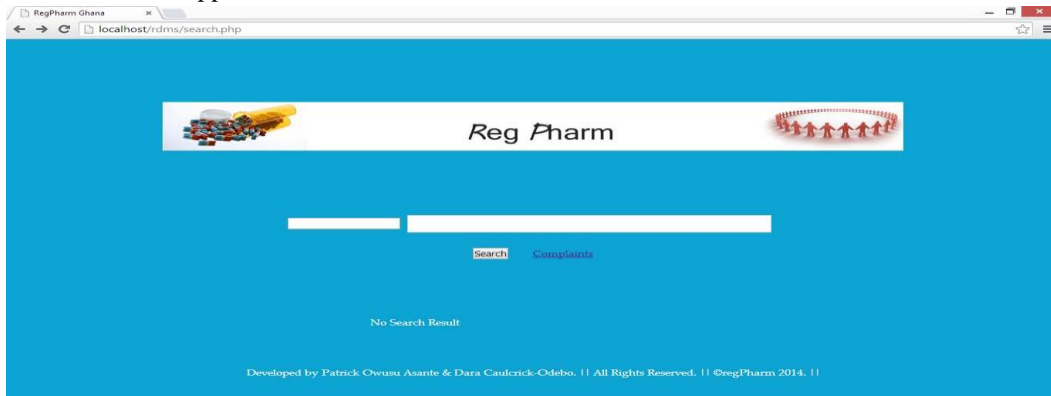 RegPharm Ghana
localhost/rdms/search.php
Reg Pharm
Search Complaints
No Search Result
Developed by Patrick Owusu Asante & Dara Caulcrick-Odebo. || All Rights Reserved. || ©regPharm 2014. ||